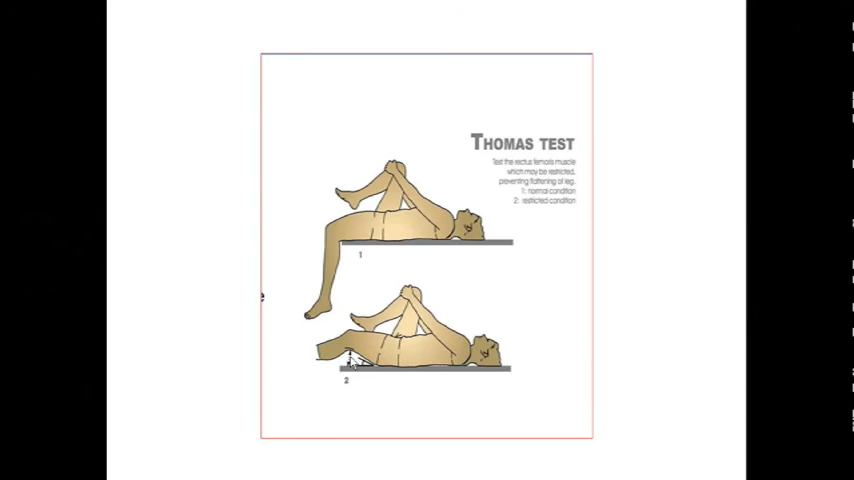 THOMAS TEST
Test the rectus femoris muscle
which may be restricted,
preventing flattening of leg.
1: normal condition
2: restricted condition
1
2